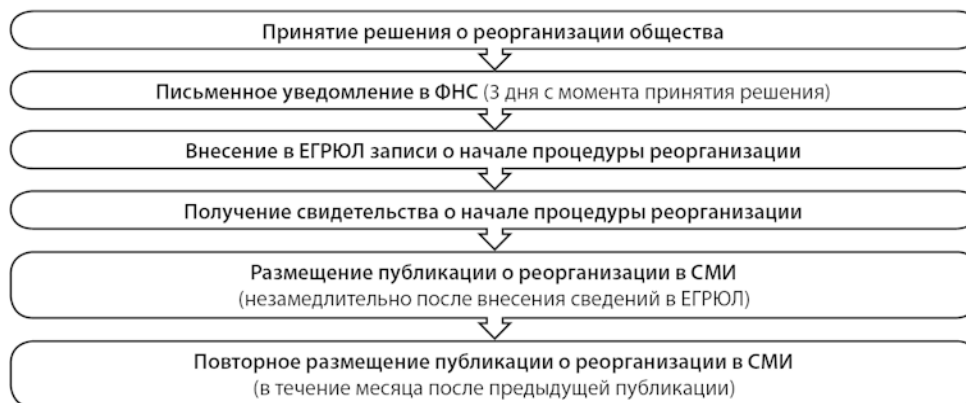 Принятие решения о реорганизации общества
Письменное уведомление в ФНС (3 дня с момента принятия решения)
Внесение в ЕГРЮЛ записи о начале процедуры реорганизации
Получение свидетельства о начале процедуры реорганизации
Размещение публикации о реорганизации в СМИ
(незамедлительно после внесения сведений в ЕГРЮЛ)
Повторное размещение публикации о реорганизации в СМИ
(в течение месяца после предыдущей публикации)